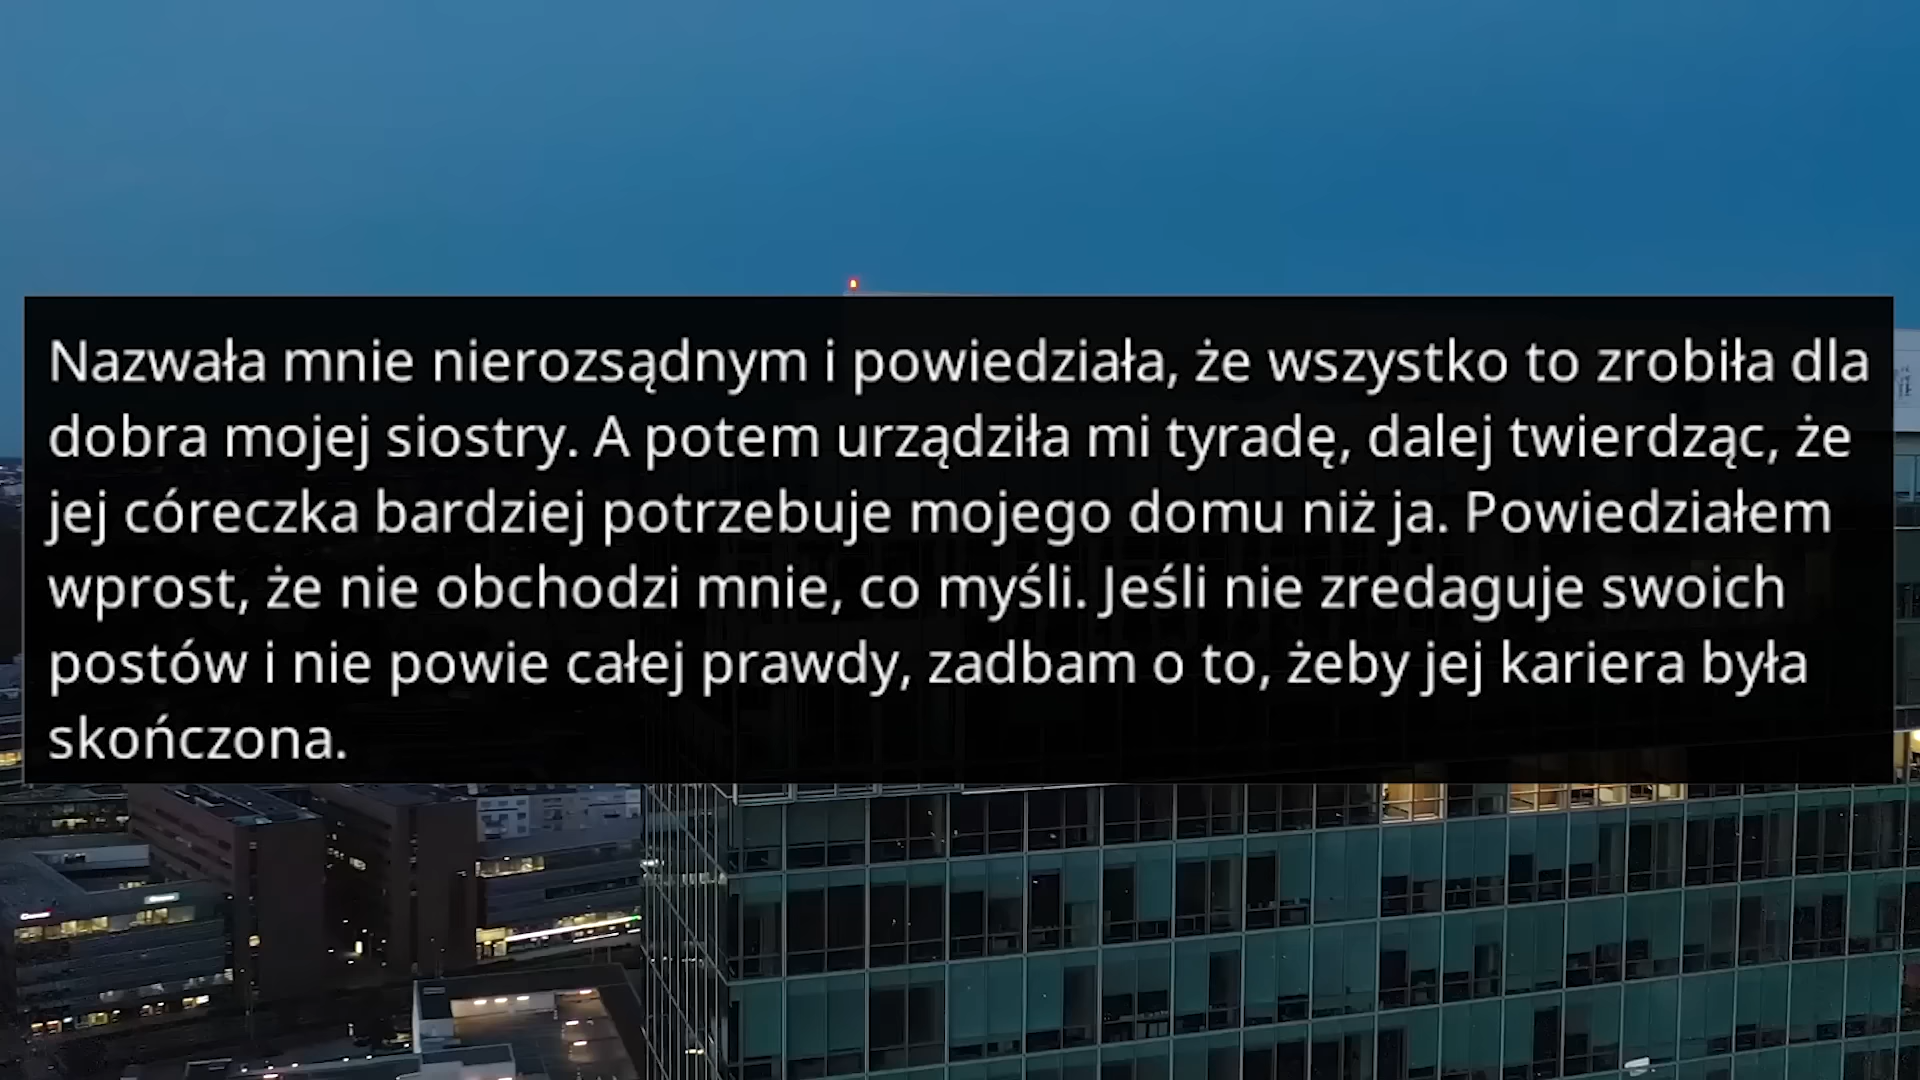 Nazwała mnie nierozsądnym i powiedziała, że wszystko to zrobiła dla
dobra mojej siostry. A potem urządziła mi tyradę, dalej twierdząc, że
jej córeczka bardziej potrzebuje mojego domu niż ja. Powiedziałem
wprost, że nie obchodzi mnie, co myśli. Jeśli nie zredaguje swoich
postów i nie powie całej prawdy, zadbam o to, żeby jej kariera była
skończona.